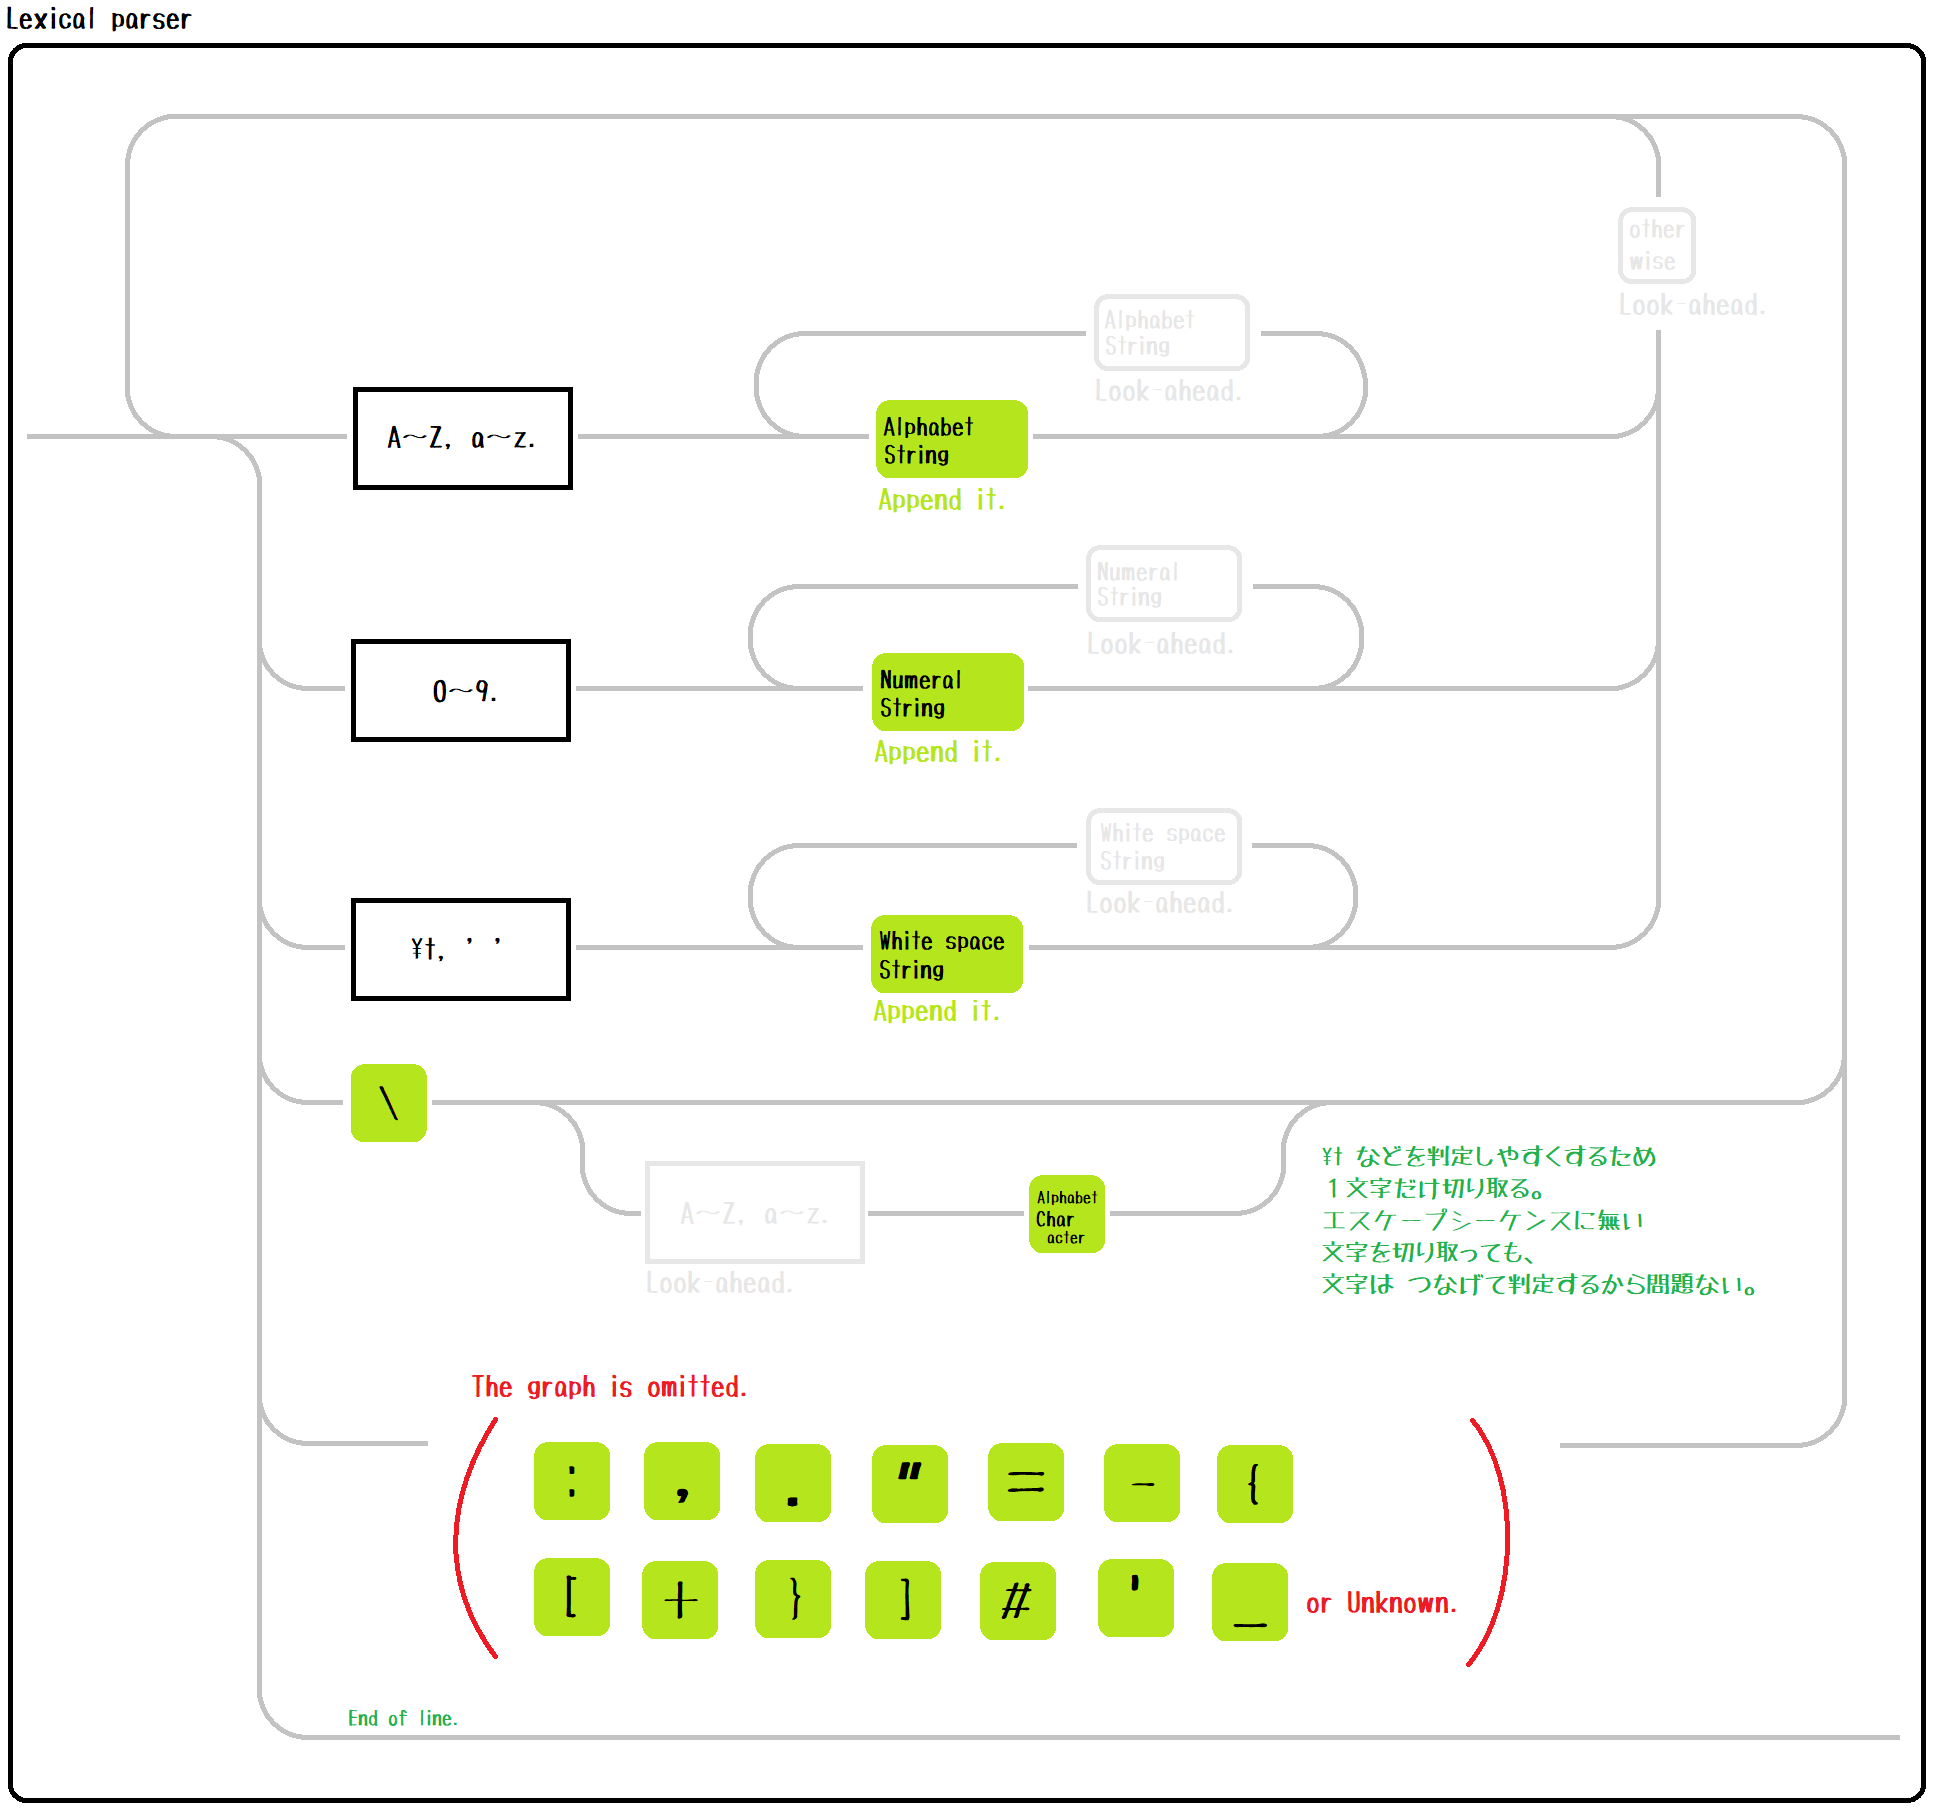 Lexical parser
other
wise
Look-ahead.
Alphabet
String
Look-ahead.
A～Z, a～z.
Alphabet
String
Append it.
Numeral
String
Look-ahead.
0～9.
Numeral
String
Append it.
White space
String
Look-ahead.
¥t, ' '
White space
String
Append it.
\
A～Z, a～z.
Look-ahead.
Alphabet
Char
acter
¥t などを判定しやすくするため
１文字だけ切り取る。
エスケープシーケンスに無い
文字を切り取っても、
文字は つなげて判定するから問題ない。
The graph is omitted.
: , . " = - {
[ + } ] # ' _ or Unknown.
End of line.